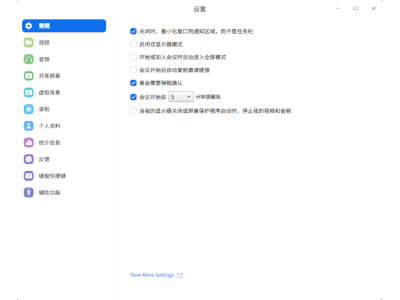 设置
常规
视频
音频
共享屏幕
虚拟背景
录制
个人资料
统计信息
反馈
键盘快捷键
辅助功能
关闭时，最小化窗口到通知区域，而不是任务栏
启用双显示器模式
开始或加入会议时自动进入全屏模式
会议开始后自动复制邀请链接
离会需要弹框确认
会议开始前 5 分钟提醒我
当我的显示器关闭或屏幕保护程序启动时，停止我的视频和音频
View More Settings